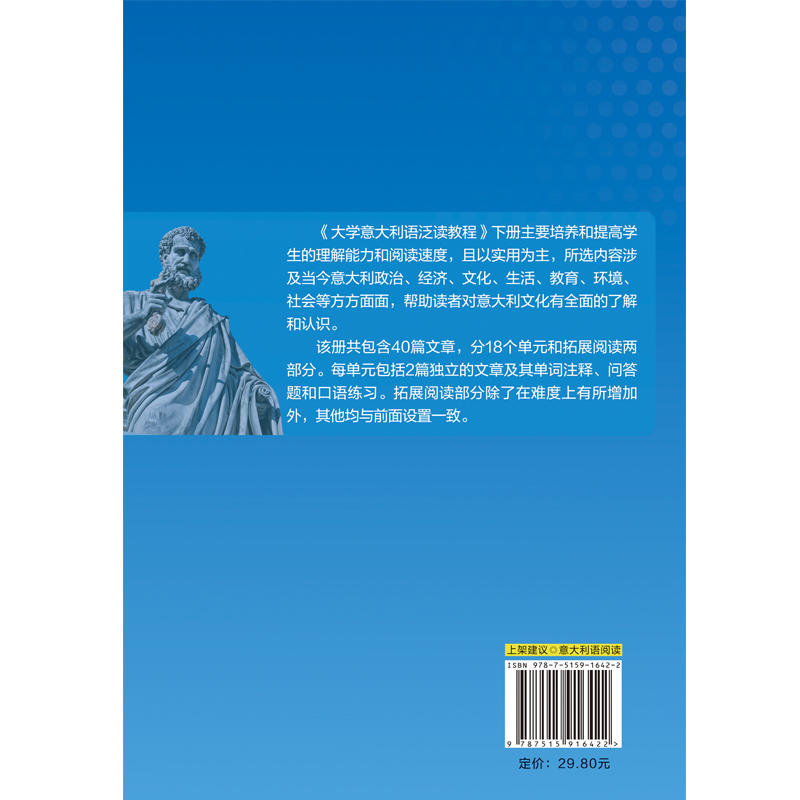 《大学意大利语泛读教程》下册主要培养和提高学
生的理解能力和阅读速度，且以实用为主，所选内容涉
及当今意大利政治、经济、文化、生活、教育、环境、
社会等方方面面，帮助读者对意大利文化有全面的了解
和认识。
该册共包含40篇文章，分18个单元和拓展阅读两
部分。每单元包括2篇独立的文章及其单词注释、问答
题和口语练习。拓展阅读部分除了在难度上有所增加
外，其他均与前面设置一致。
上架建议◎意大利语阅读
ISBN 978-7-5159-1642-2
9 787515 916422 >
定价：29.80元